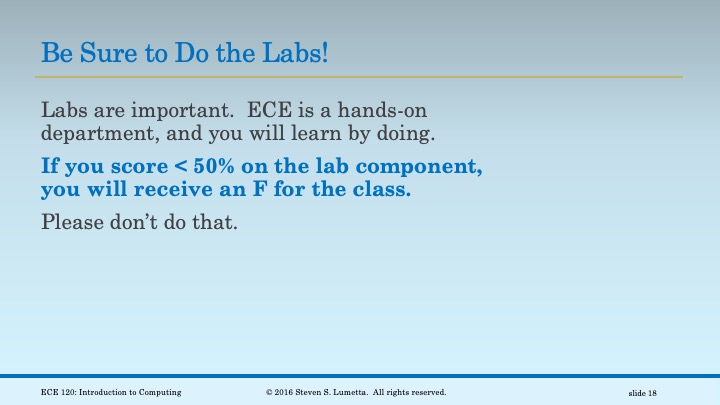 Be Sure to Do the Labs!
Labs are important.  ECE is a hands-on
department, and you will learn by doing.
If you score < 50% on the lab component,
you will receive an F for the class.
Please don’t do that.
ECE 120: Introduction to Computing
© 2016 Steven S. Lumetta.  All rights reserved.
slide 18